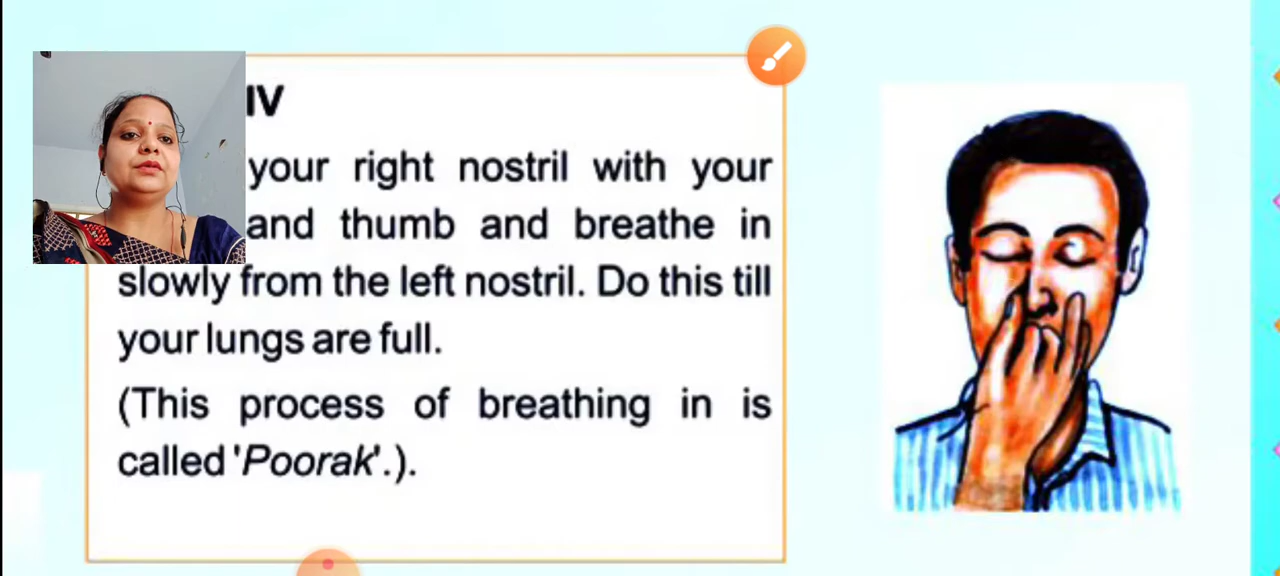 IV
your right nostril with your
and thumb and breathe in
slowly from the left nostril. Do this till
your lungs are full.
(This process of breathing in is
called 'Poorak'.).